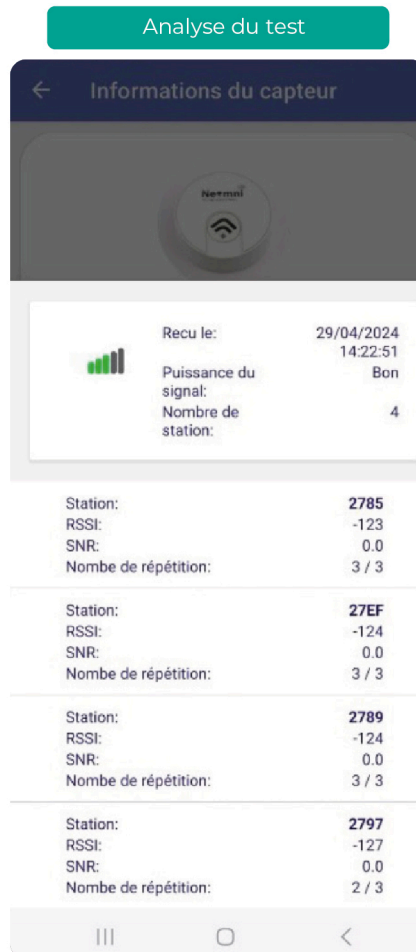 Analyse du test
Informations du capteur
Ne⚬mni
Recu le: 29/04/2024
14:22:51
Puissance du Bon
signal:
Nombre de 4
station:
Station: 2785
RSSI: -123
SNR: 0.0
Nombe de répétition: 3 / 3
Station: 27EF
RSSI: -124
SNR: 0.0
Nombe de répétition: 3 / 3
Station: 2789
RSSI: -124
SNR: 0.0
Nombe de répétition: 3 / 3
Station: 2797
RSSI: -127
SNR: 0.0
Nombe de répétition: 2 / 3